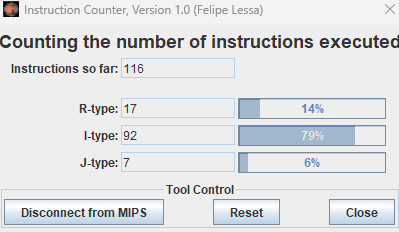 Instruction Counter, Version 1.0 (Felipe Lessa)
Counting the number of instructions executed
Instructions so far: 116
R-type: 17 14%
I-type: 92 79%
J-type: 7 6%
Tool Control
Disconnect from MIPS Reset Close